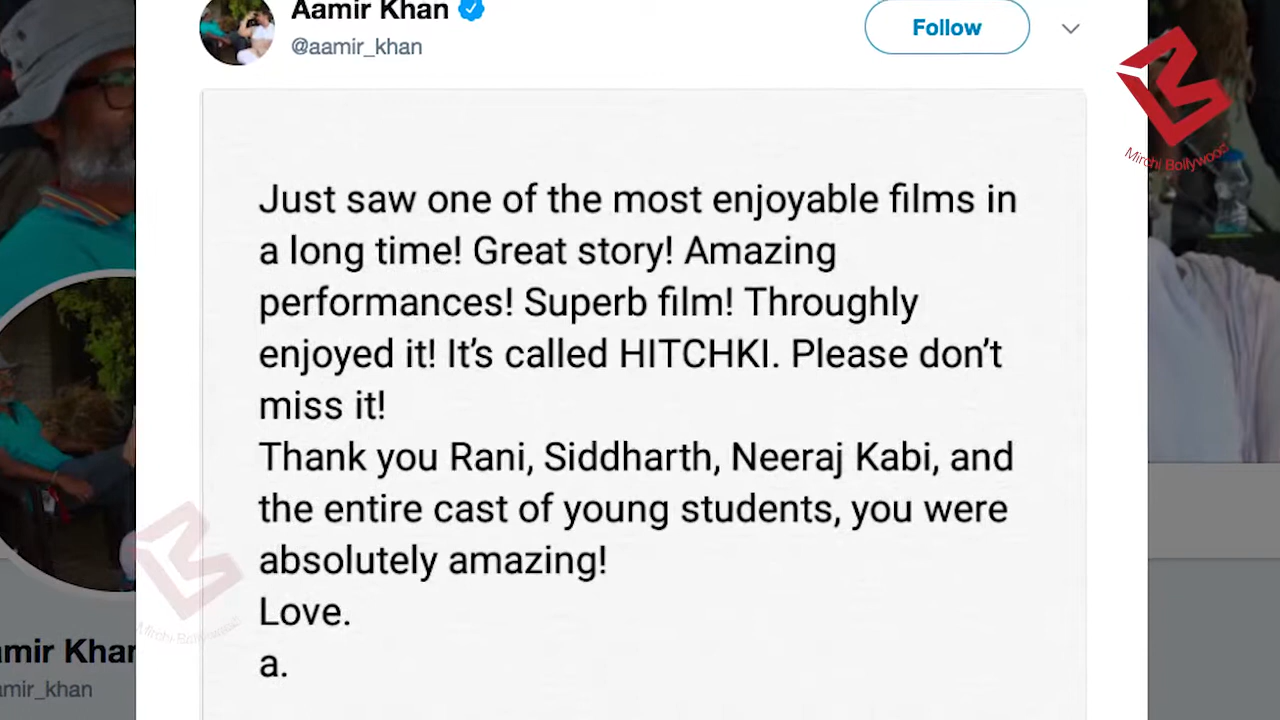 Aamir Khan
@aamir_khan
Follow
Mirchi Bollywood
Just saw one of the most enjoyable films in
a long time! Great story! Amazing
performances! Superb film! Throughly
enjoyed it! It's called HITCHKI. Please don't
miss it!
Thank you Rani, Siddharth, Neeraj Kabi, and
the entire cast of young students, you were
absolutely amazing!
Love.
a.
Mirchi Bollywood
amir Khan
amir_khan